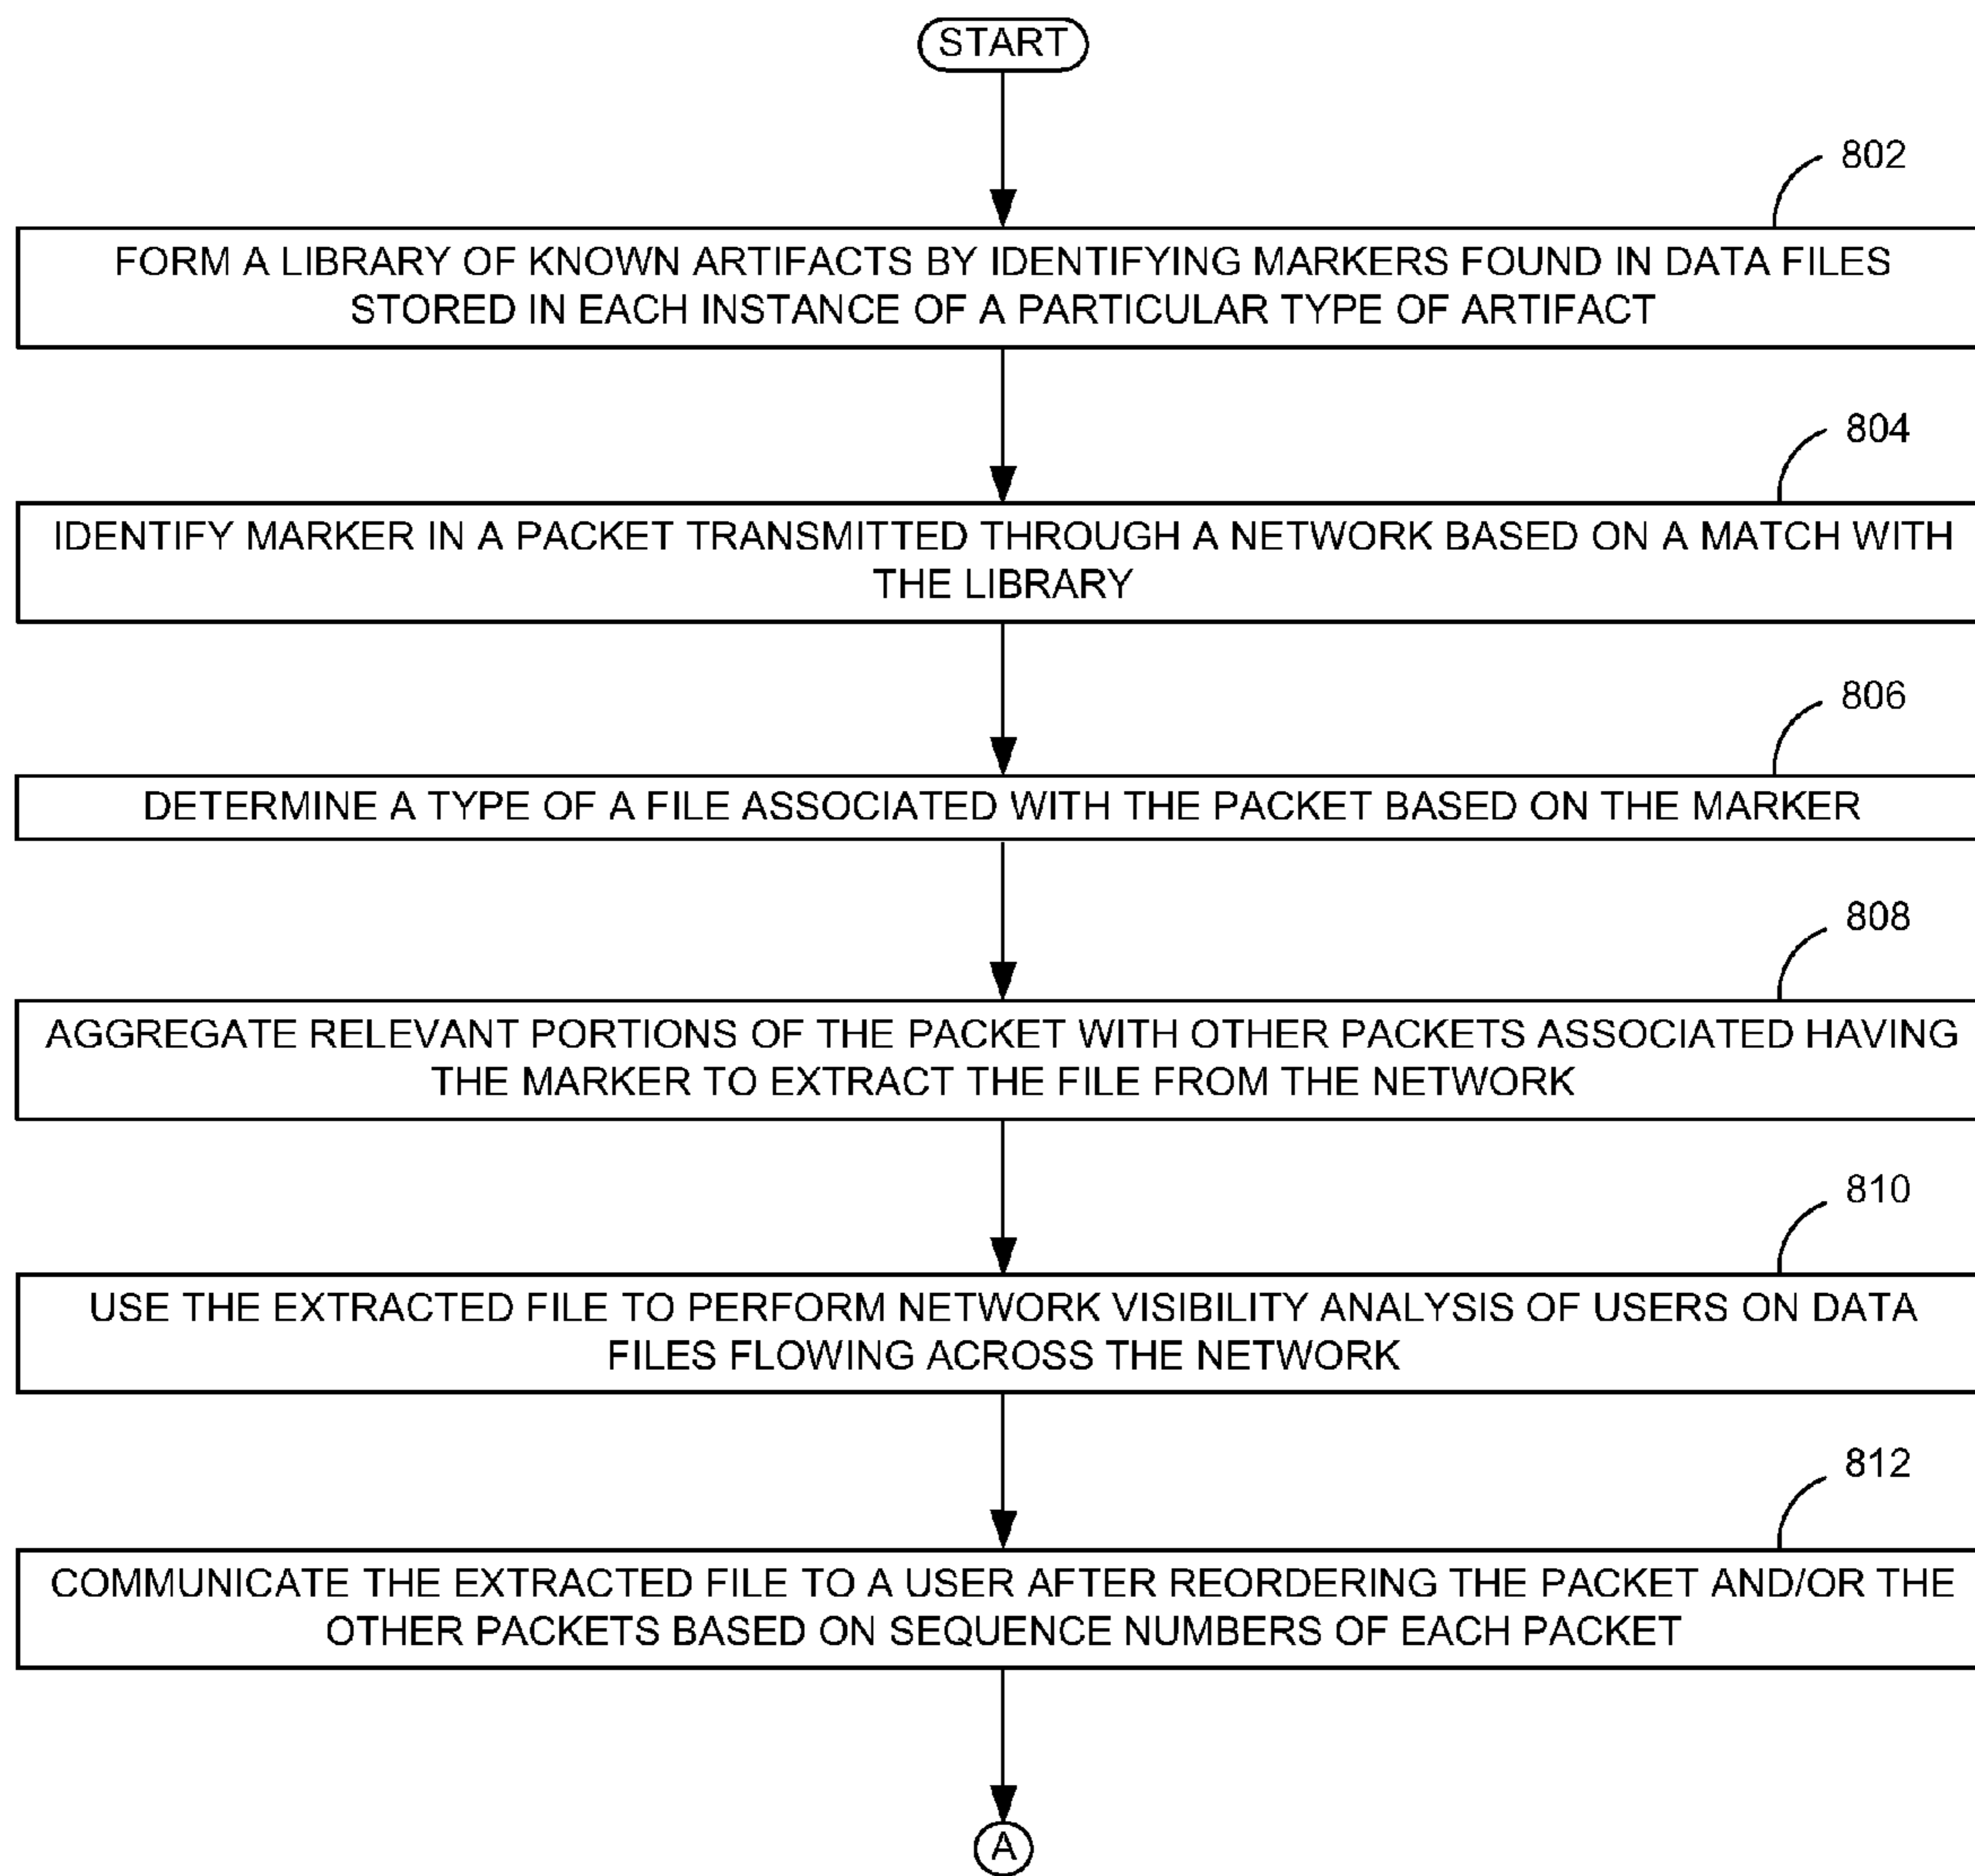 START
802
FORM A LIBRARY OF KNOWN ARTIFACTS BY IDENTIFYING MARKERS FOUND IN DATA FILES
STORED IN EACH INSTANCE OF A PARTICULAR TYPE OF ARTIFACT
804
IDENTIFY MARKER IN A PACKET TRANSMITTED THROUGH A NETWORK BASED ON A MATCH WITH
THE LIBRARY
806
DETERMINE A TYPE OF A FILE ASSOCIATED WITH THE PACKET BASED ON THE MARKER
808
AGGREGATE RELEVANT PORTIONS OF THE PACKET WITH OTHER PACKETS ASSOCIATED HAVING
THE MARKER TO EXTRACT THE FILE FROM THE NETWORK
810
USE THE EXTRACTED FILE TO PERFORM NETWORK VISIBILITY ANALYSIS OF USERS ON DATA
FILES FLOWING ACROSS THE NETWORK
812
COMMUNICATE THE EXTRACTED FILE TO A USER AFTER REORDERING THE PACKET AND/OR THE
OTHER PACKETS BASED ON SEQUENCE NUMBERS OF EACH PACKET
A